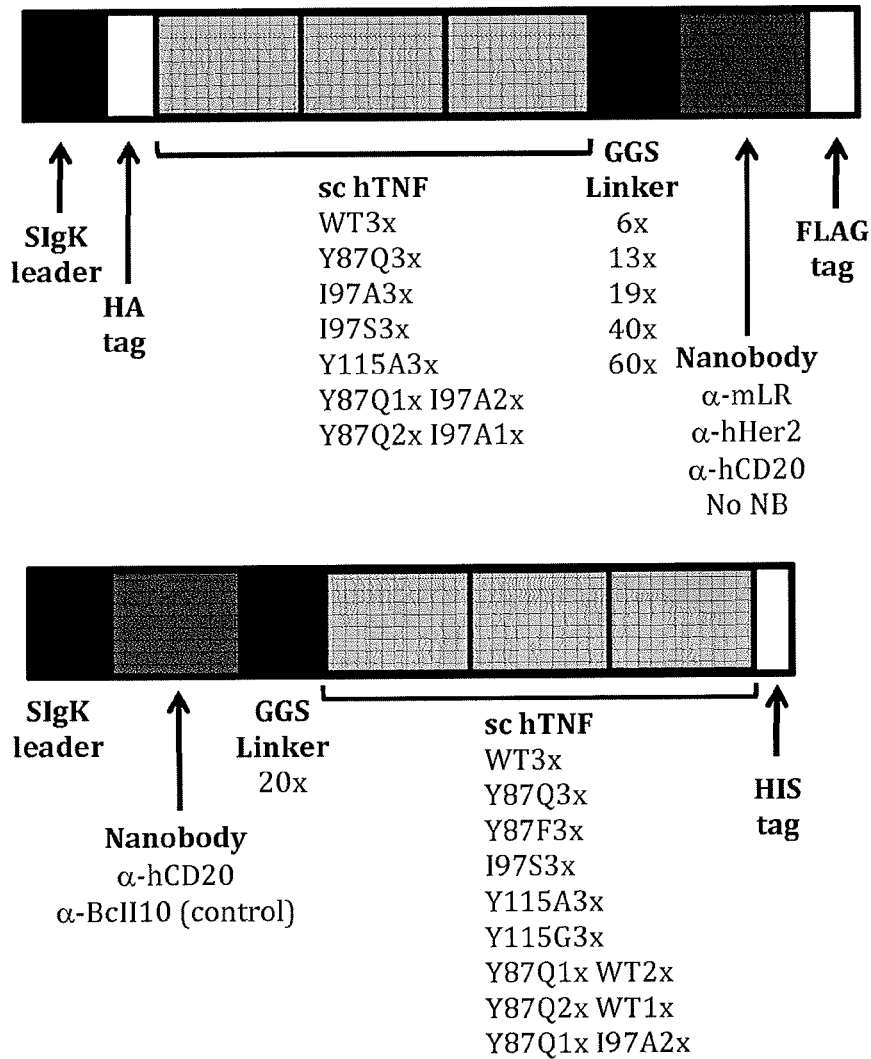 SIgK
leader
HA
tag
sc hTNF
WT3x
Y87Q3x
I97A3x
I97S3x
Y115A3x
Y87Q1x I97A2x
Y87Q2x I97A1x
GGS
Linker
6x
13x
19x
40x
60x
Nanobody
α-mLR
α-hHer2
α-hCD20
No NB
FLAG
tag
SIgK
leader
Nanobody
α-hCD20
α-BcII10 (control)
GGS
Linker
20x
sc hTNF
WT3x
Y87Q3x
Y87F3x
I97S3x
Y115A3x
Y115G3x
Y87Q1x WT2x
Y87Q2x WT1x
Y87Q1x I97A2x
HIS
tag